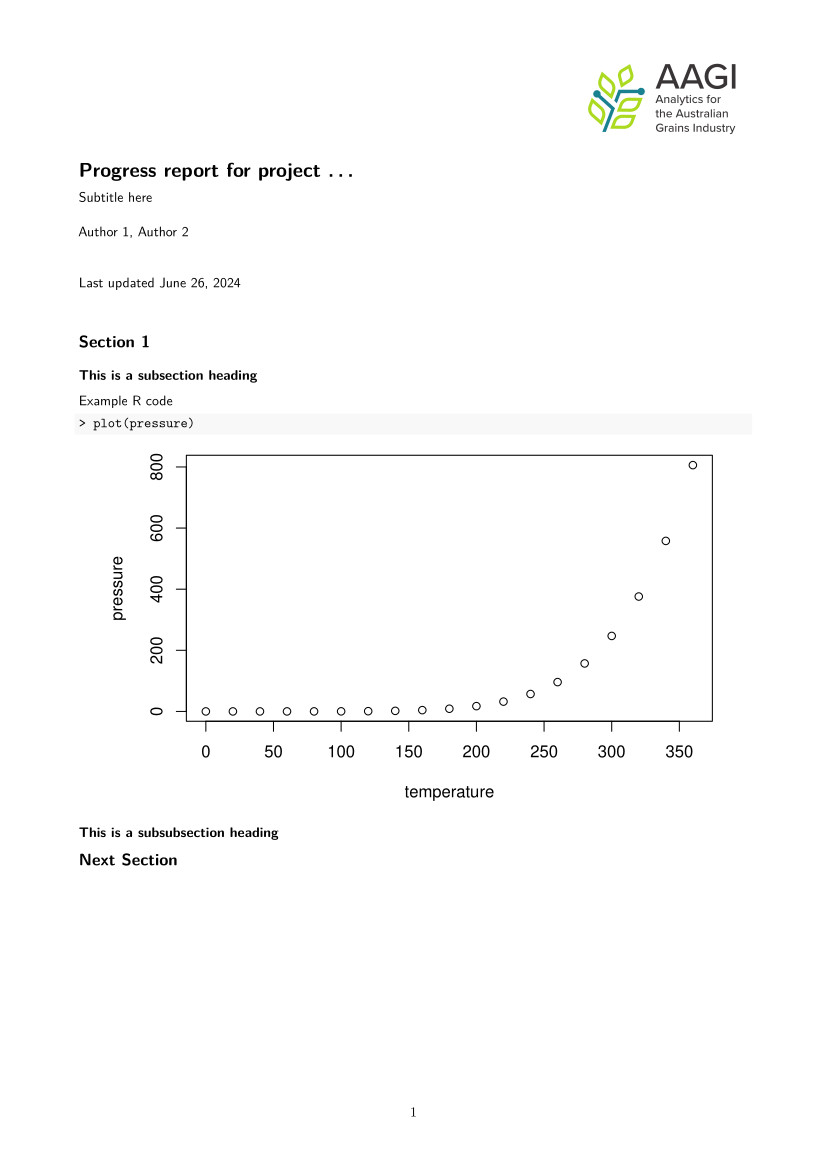 AAGI
Analytics for
the Australian
Grains Industry
Progress report for project . . .
Subtitle here
Author 1, Author 2
Last updated June 26, 2024
Section 1
This is a subsection heading
Example R code
> plot(pressure)
800
600
400
200
0
pressure
0 50 100 150 200 250 300 350
temperature
This is a subsubsection heading
Next Section
1